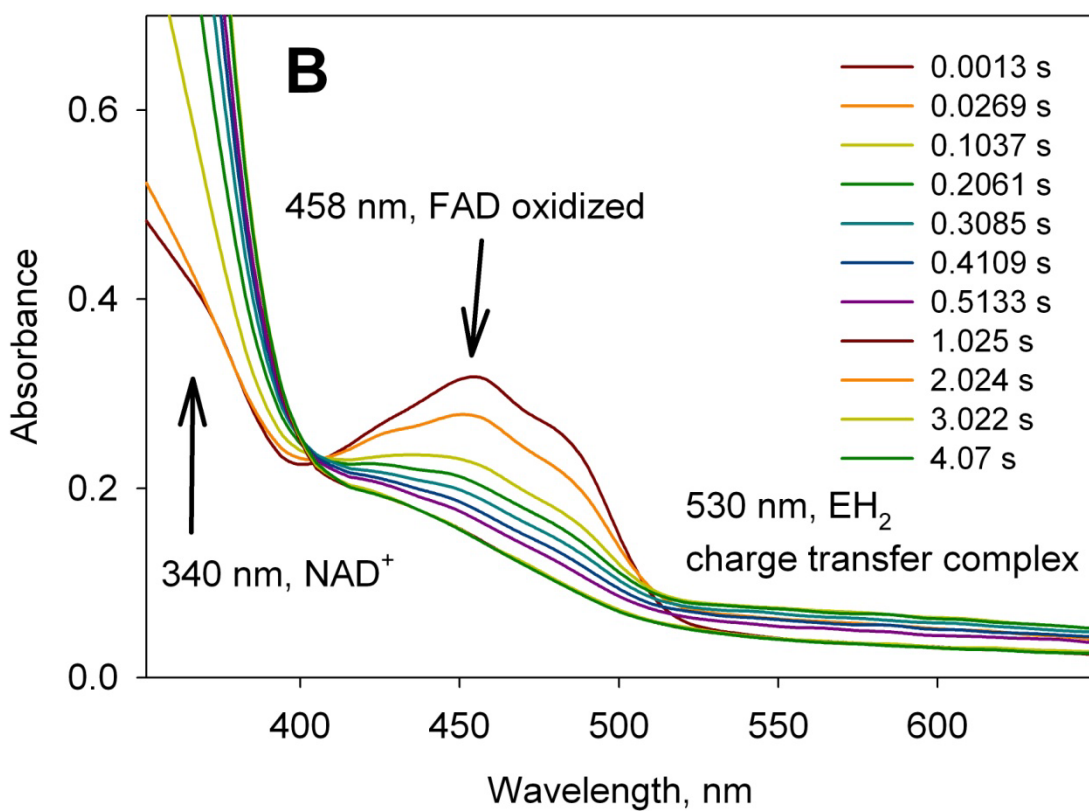 B
0.6
0.4
0.2
0.0
Absorbance
458 nm, FAD oxidized
340 nm, NAD⁺
530 nm, EH₂
charge transfer complex
0.0013 s
0.0269 s
0.1037 s
0.2061 s
0.3085 s
0.4109 s
0.5133 s
1.025 s
2.024 s
3.022 s
4.07 s
400 450 500 550 600
Wavelength, nm